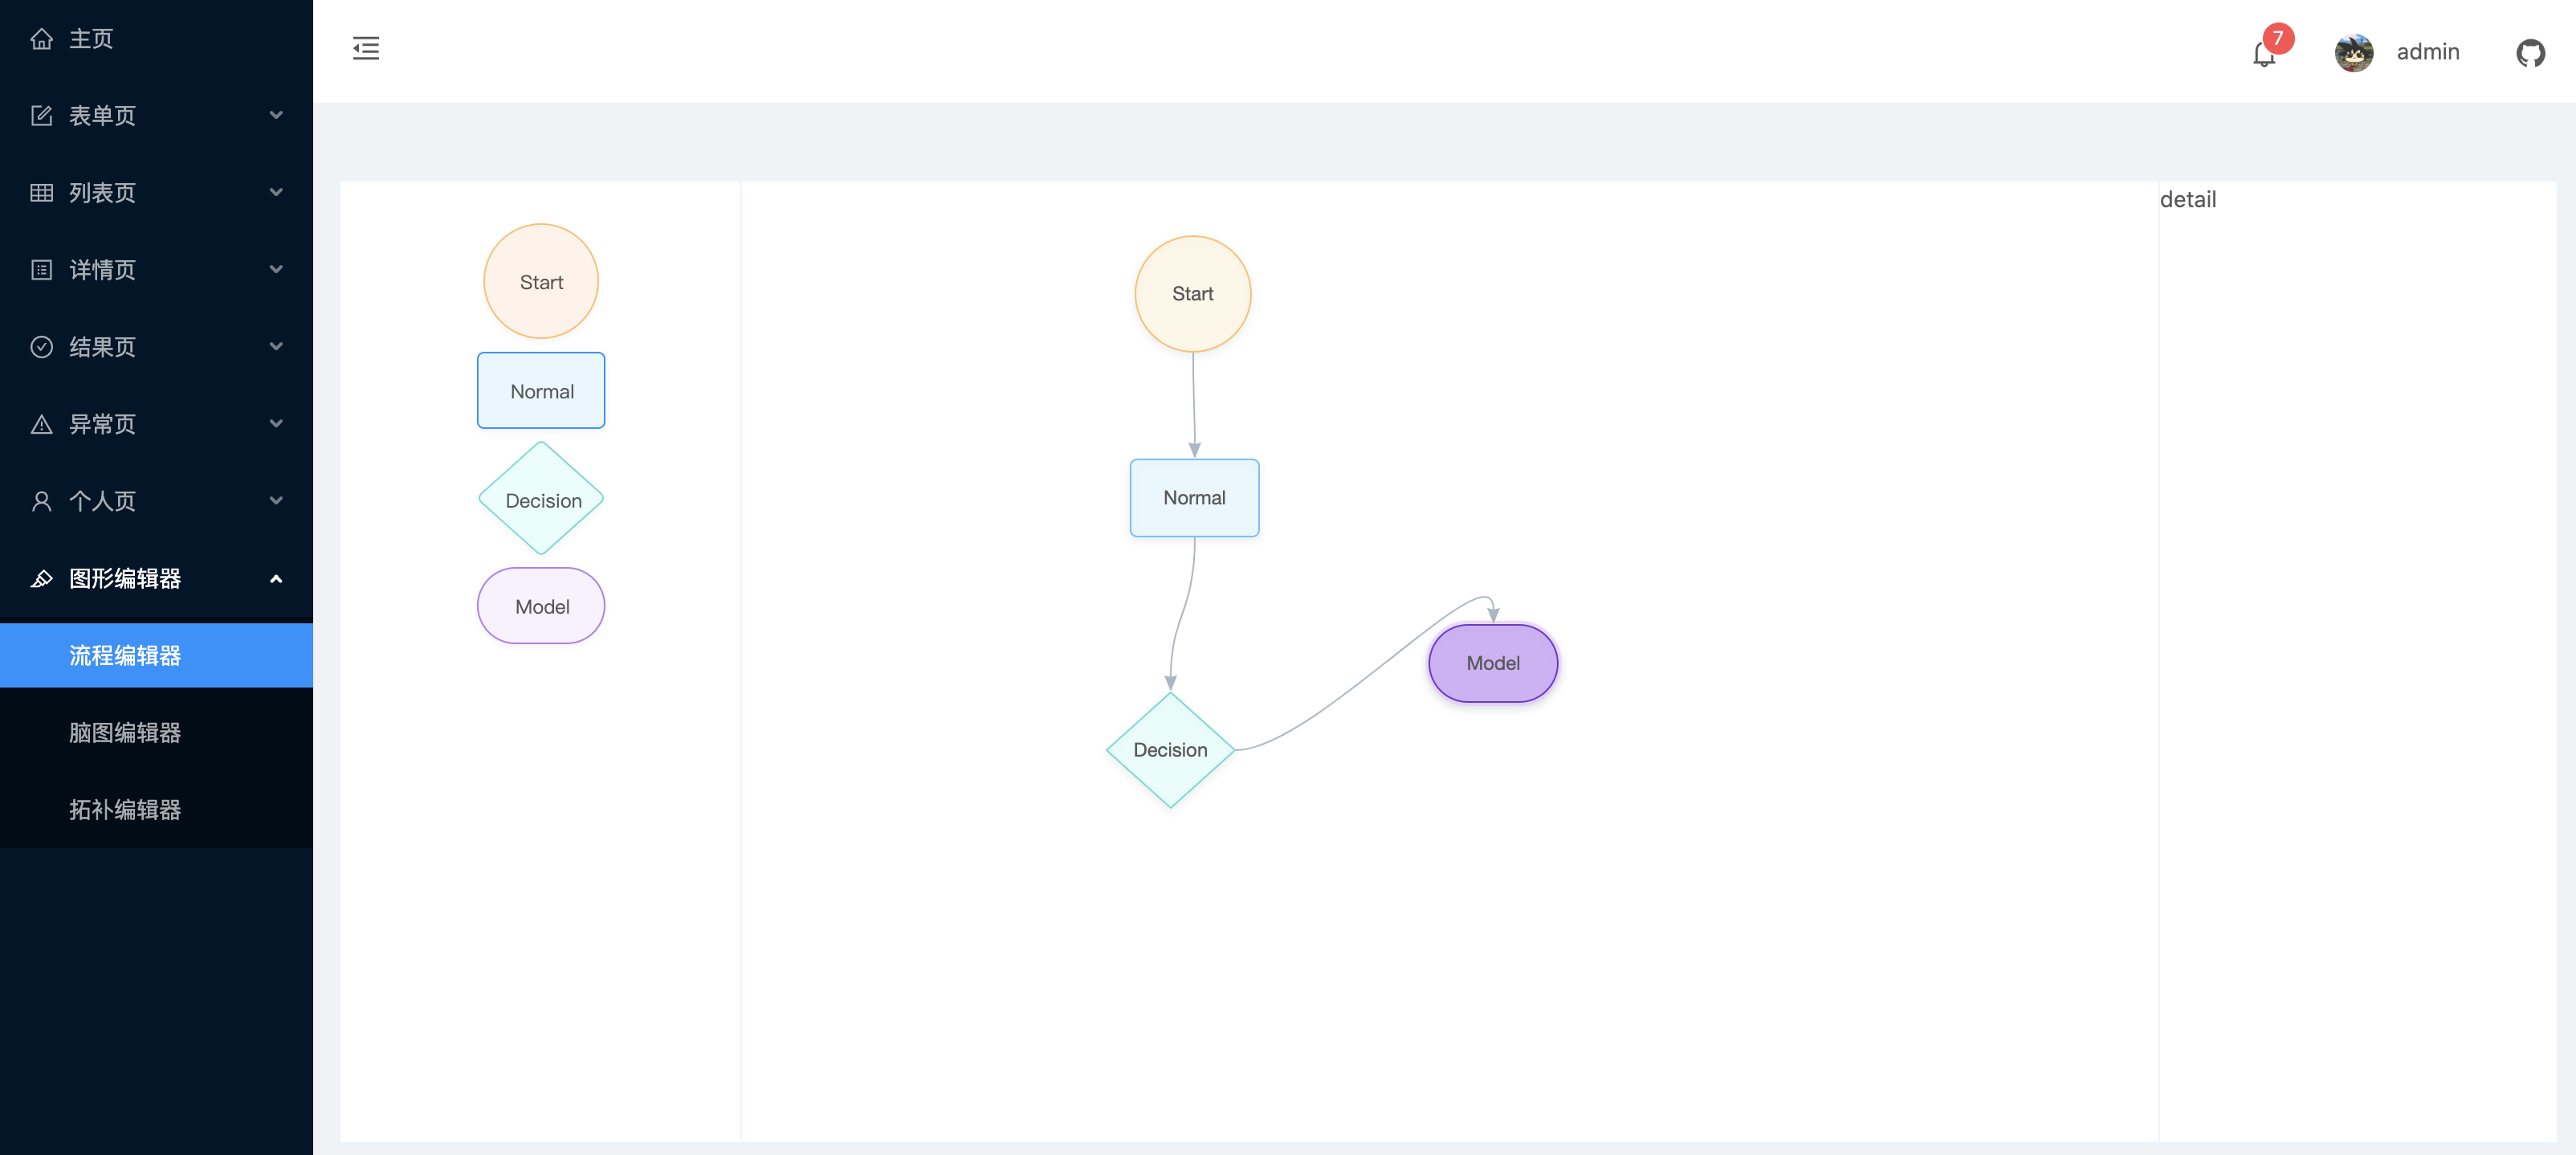 主页
表单页
列表页
详情页
结果页
异常页
个人页
图形编辑器
流程编辑器
脑图编辑器
拓补编辑器
7
admin
Start
Normal
Decision
Model
Start
Normal
Decision
Model
detail